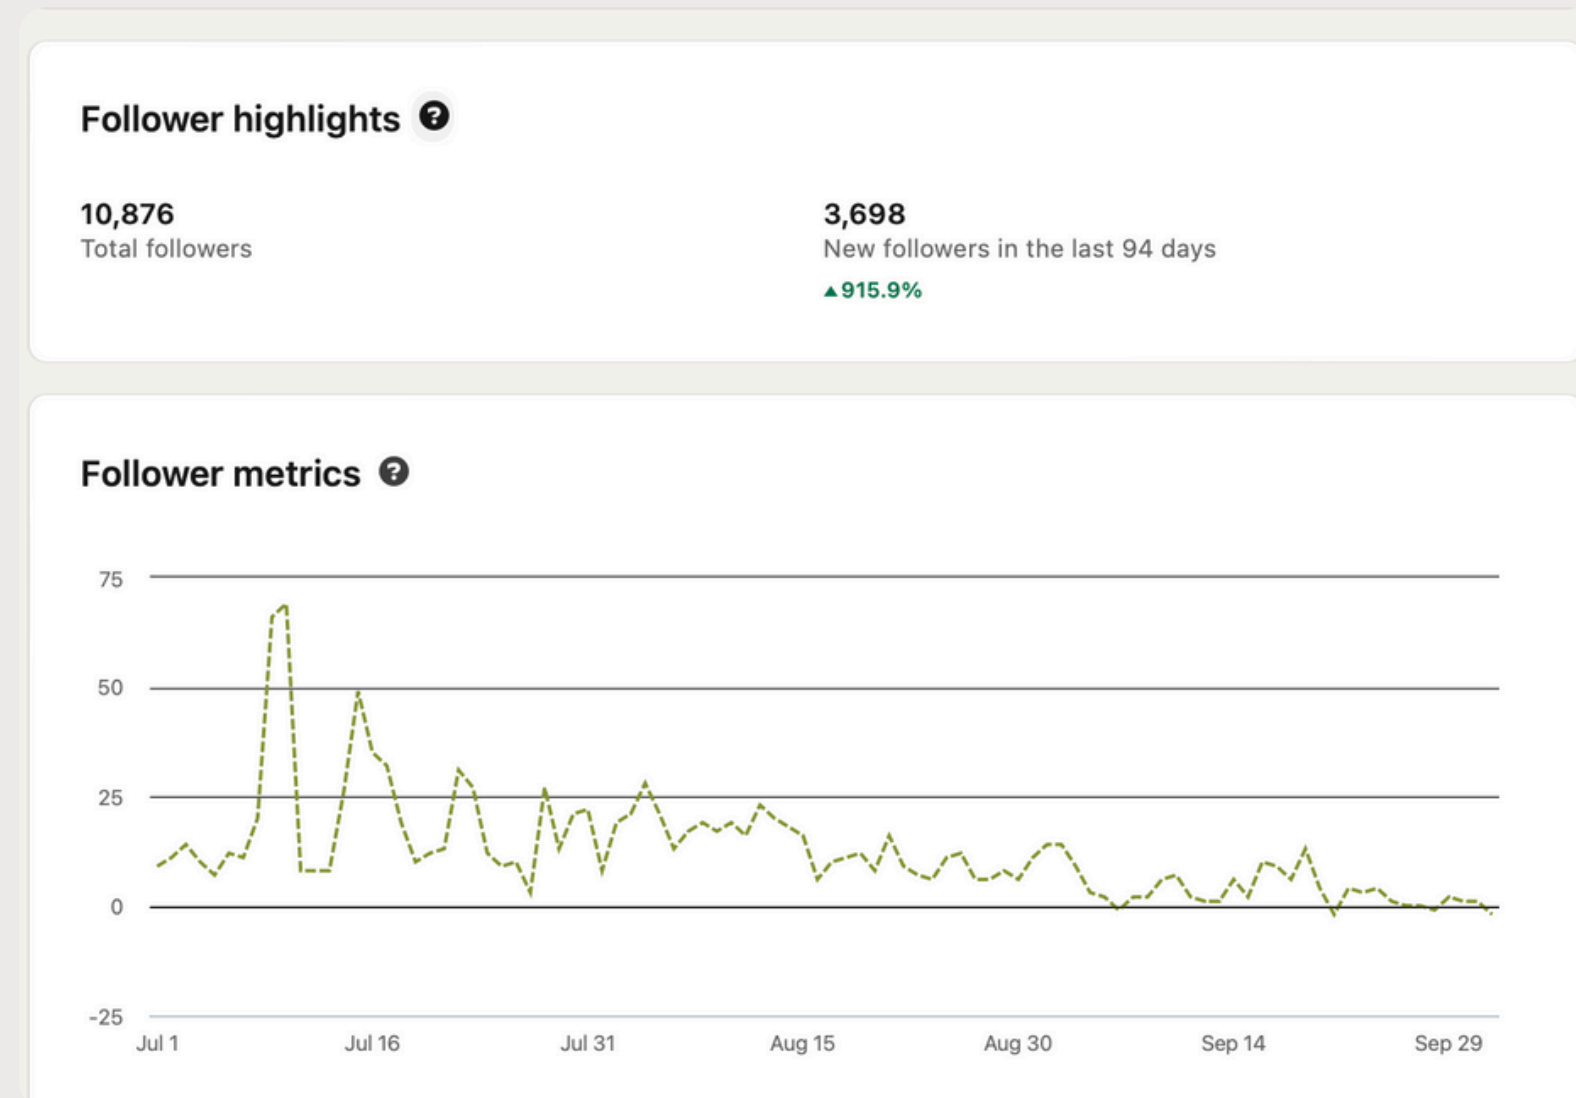 Follower highlights ?
10,876
Total followers
3,698
New followers in the last 94 days
▲915.9%
Follower metrics ?
75
50
25
0
-25
Jul 1 Jul 16 Jul 31 Aug 15 Aug 30 Sep 14 Sep 29